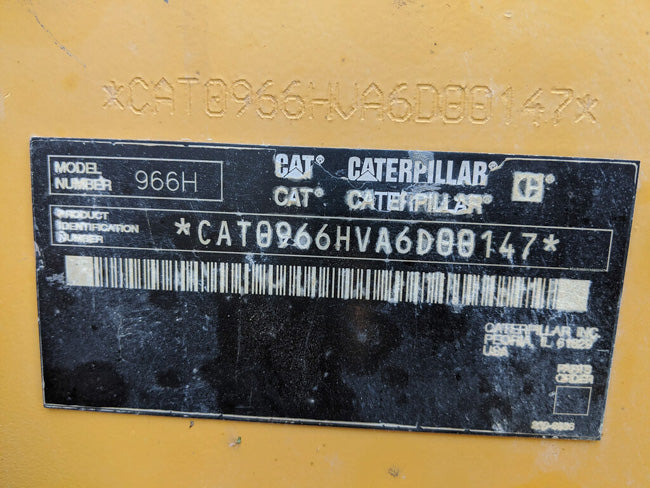 *CAT0966HVA6D00147*
CAT® CATERPILLAR®
MODEL
NUMBER 966H
CAT® CATERPILLAR®
PRODUCT
IDENTIFICATION
NUMBER
*CAT0966HVA6D00147*
CATERPILLAR INC.
PEORIA, IL 61629
USA
PARTS
ORDER